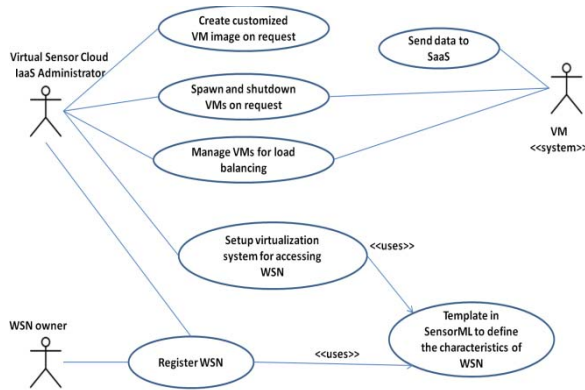 Virtual Sensor Cloud
IaaS Administrator
Create customized
VM image on request
Send data to
SaaS
Spawn and shutdown
VMs on request
VM
<<system>>
Manage VMs for load
balancing
Setup virtualization
system for accessing
WSN
<<uses>>
WSN owner
Register WSN
<<uses>>
Template in
SensorML to define
the characteristics of
WSN